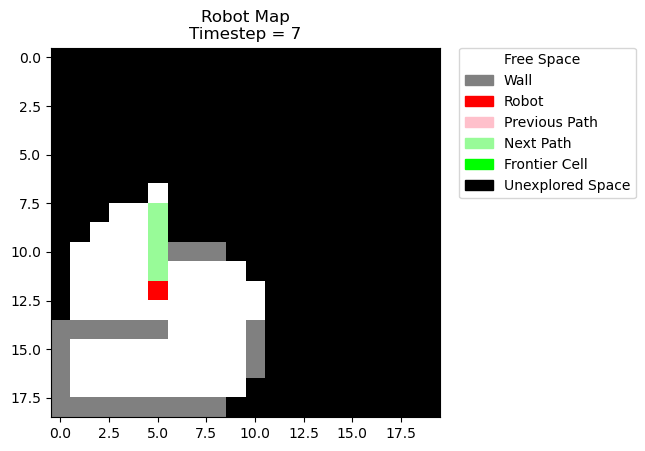 Robot Map
Timestep = 7
0.0
2.5
5.0
7.5
10.0
12.5
15.0
17.5
0.0
2.5
5.0
7.5
10.0
12.5
15.0
17.5
Free Space
Wall
Robot
Previous Path
Next Path
Frontier Cell
Unexplored Space